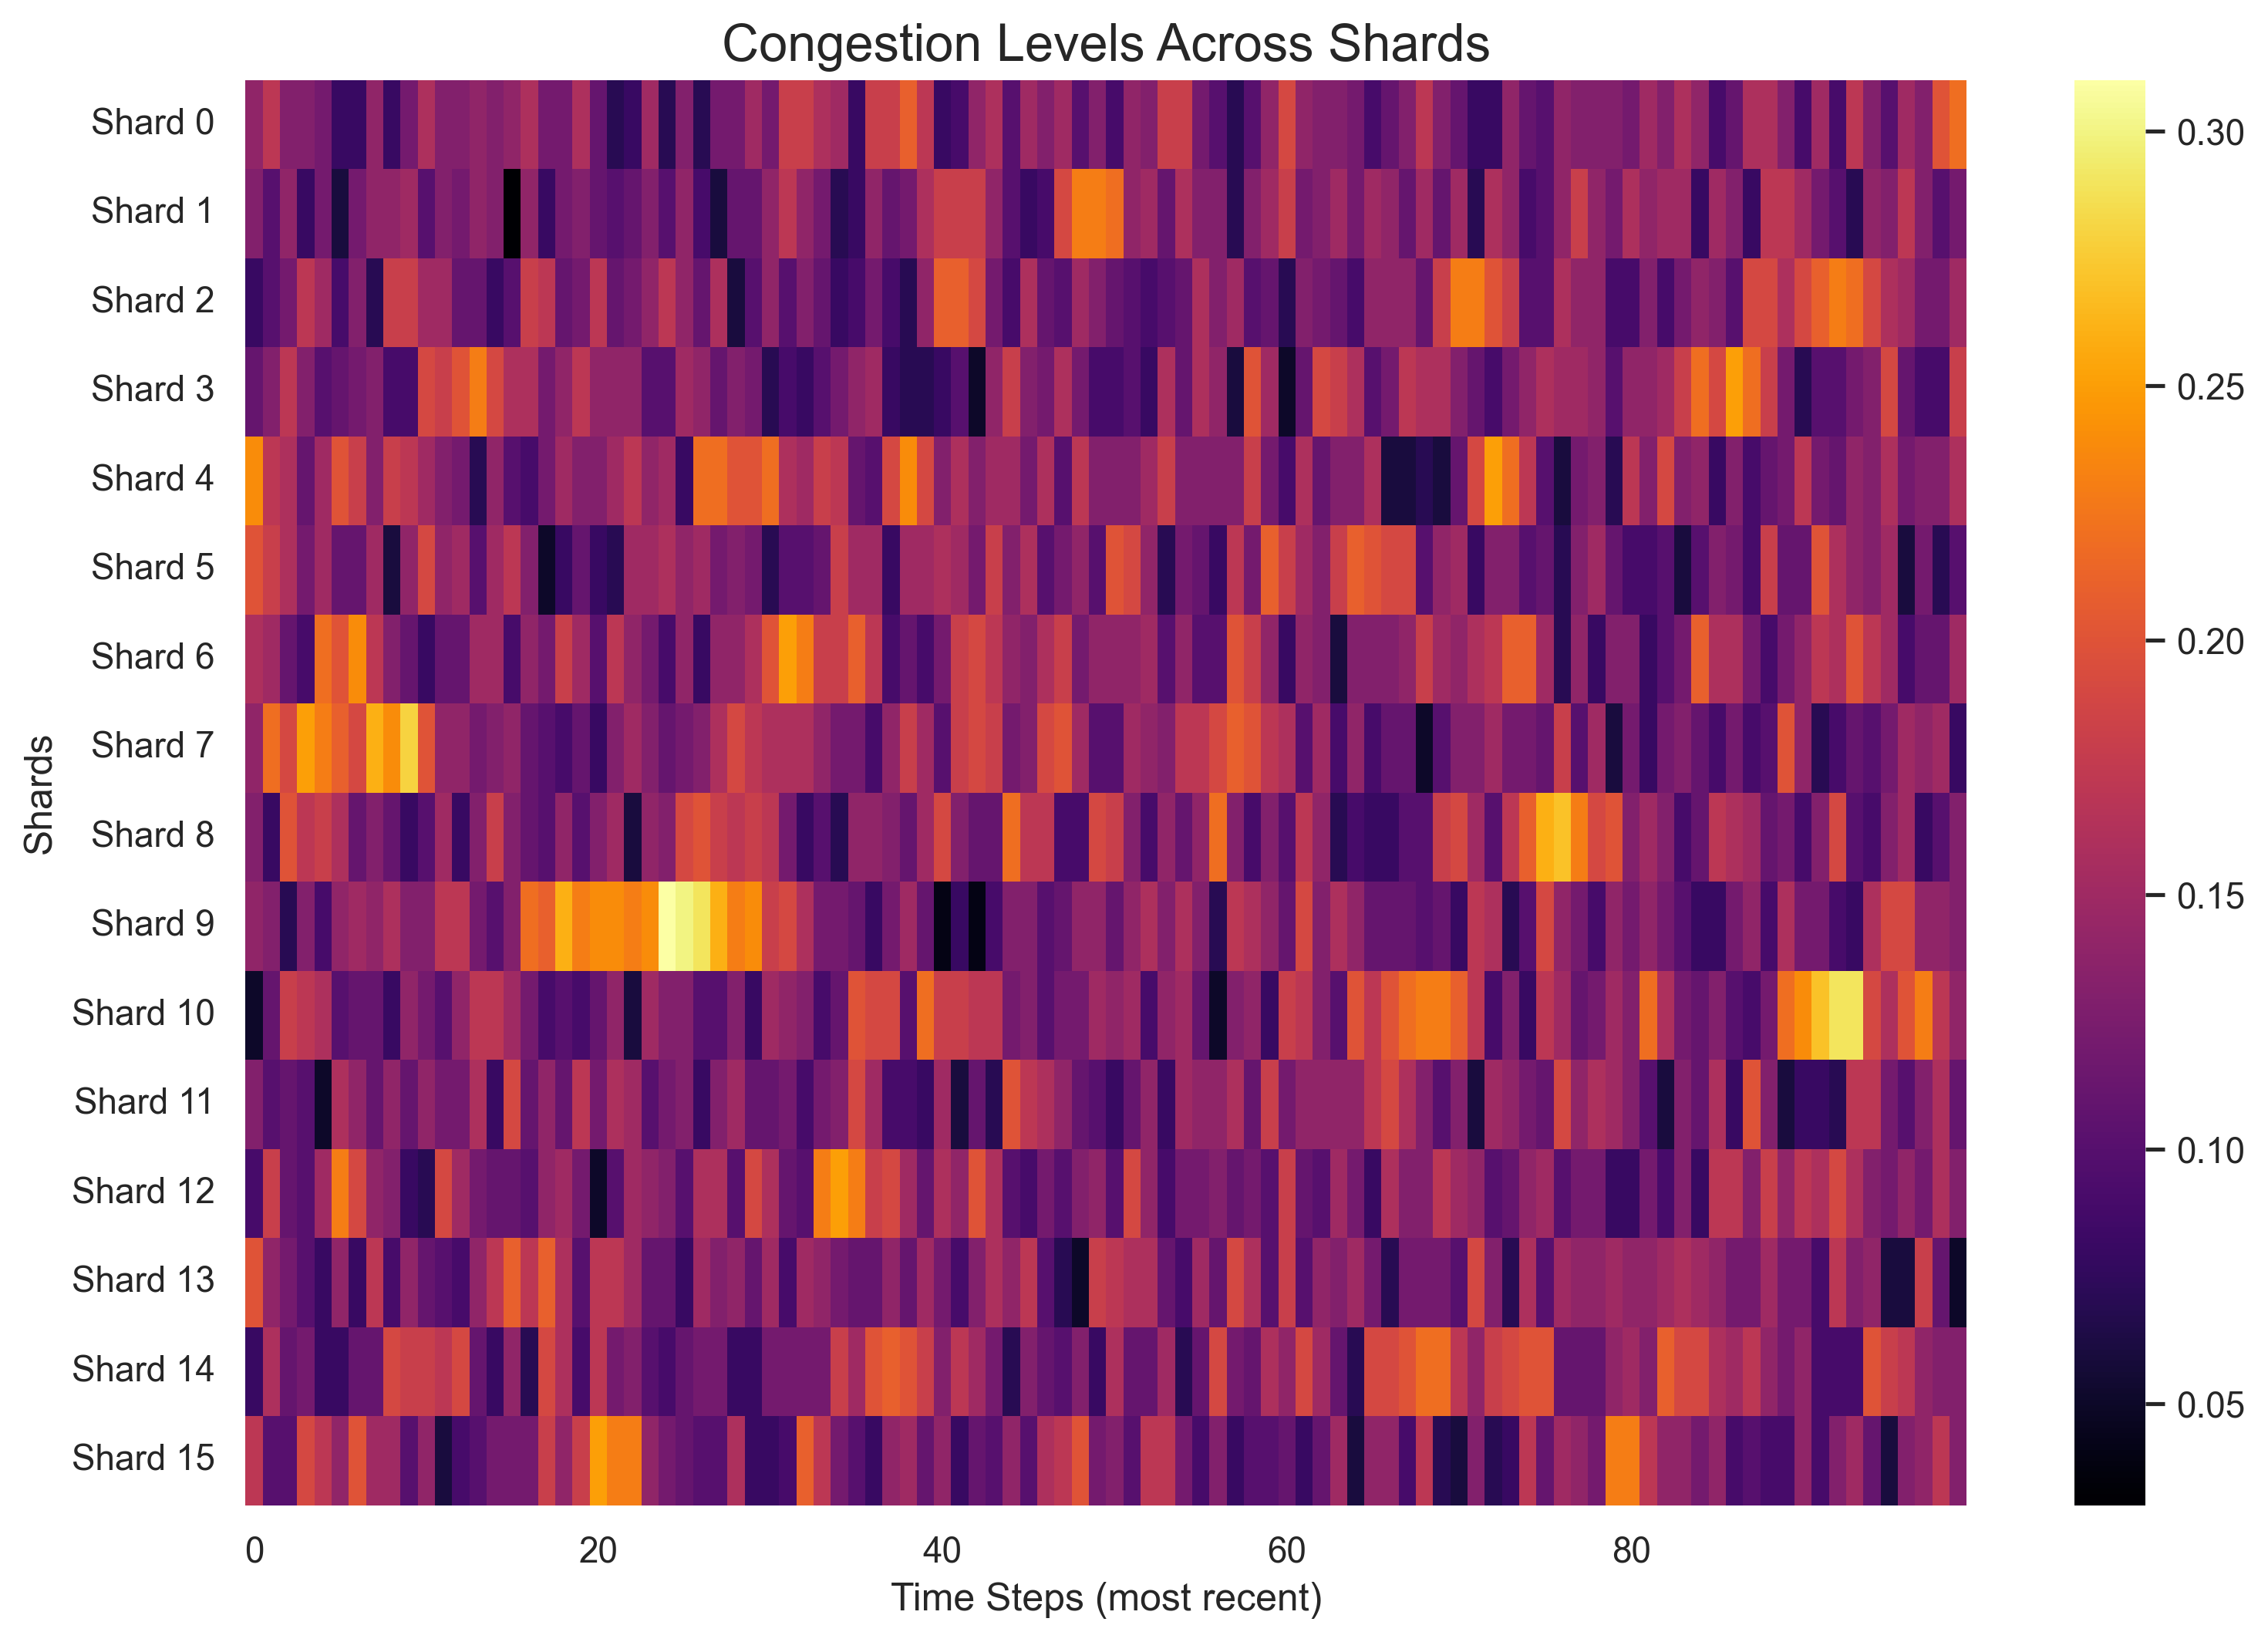 Congestion Levels Across Shards
Shard 0
Shard 1
Shard 2
Shard 3
Shard 4
Shard 5
Shard 6
Shard 7
Shard 8
Shard 9
Shard 10
Shard 11
Shard 12
Shard 13
Shard 14
Shard 15
Shards
0 20 40 60 80
Time Steps (most recent)
0.30
0.25
0.20
0.15
0.10
0.05